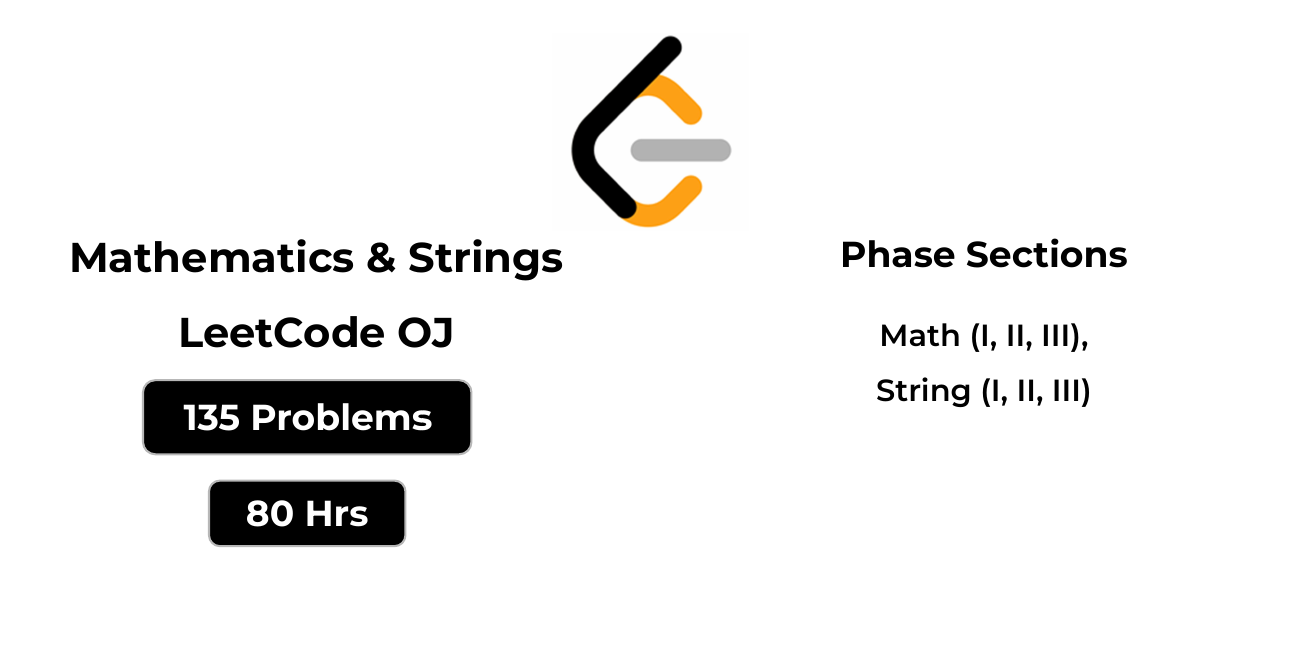 Mathematics & Strings
LeetCode OJ
135 Problems
80 Hrs
Phase Sections
Math (I, II, III),
String (I, II, III)